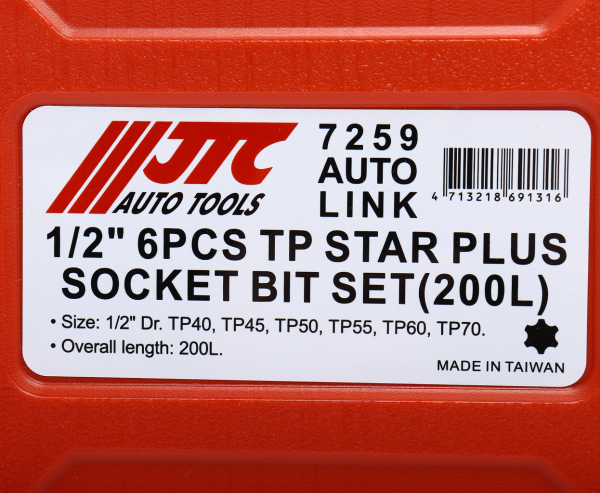 JTC
AUTO TOOLS
7259
AUTO
LINK
4 713218 691316
1/2" 6PCS TP STAR PLUS
SOCKET BIT SET(200L)
• Size: 1/2" Dr. TP40, TP45, TP50, TP55, TP60, TP70.
• Overall length: 200L.
MADE IN TAIWAN